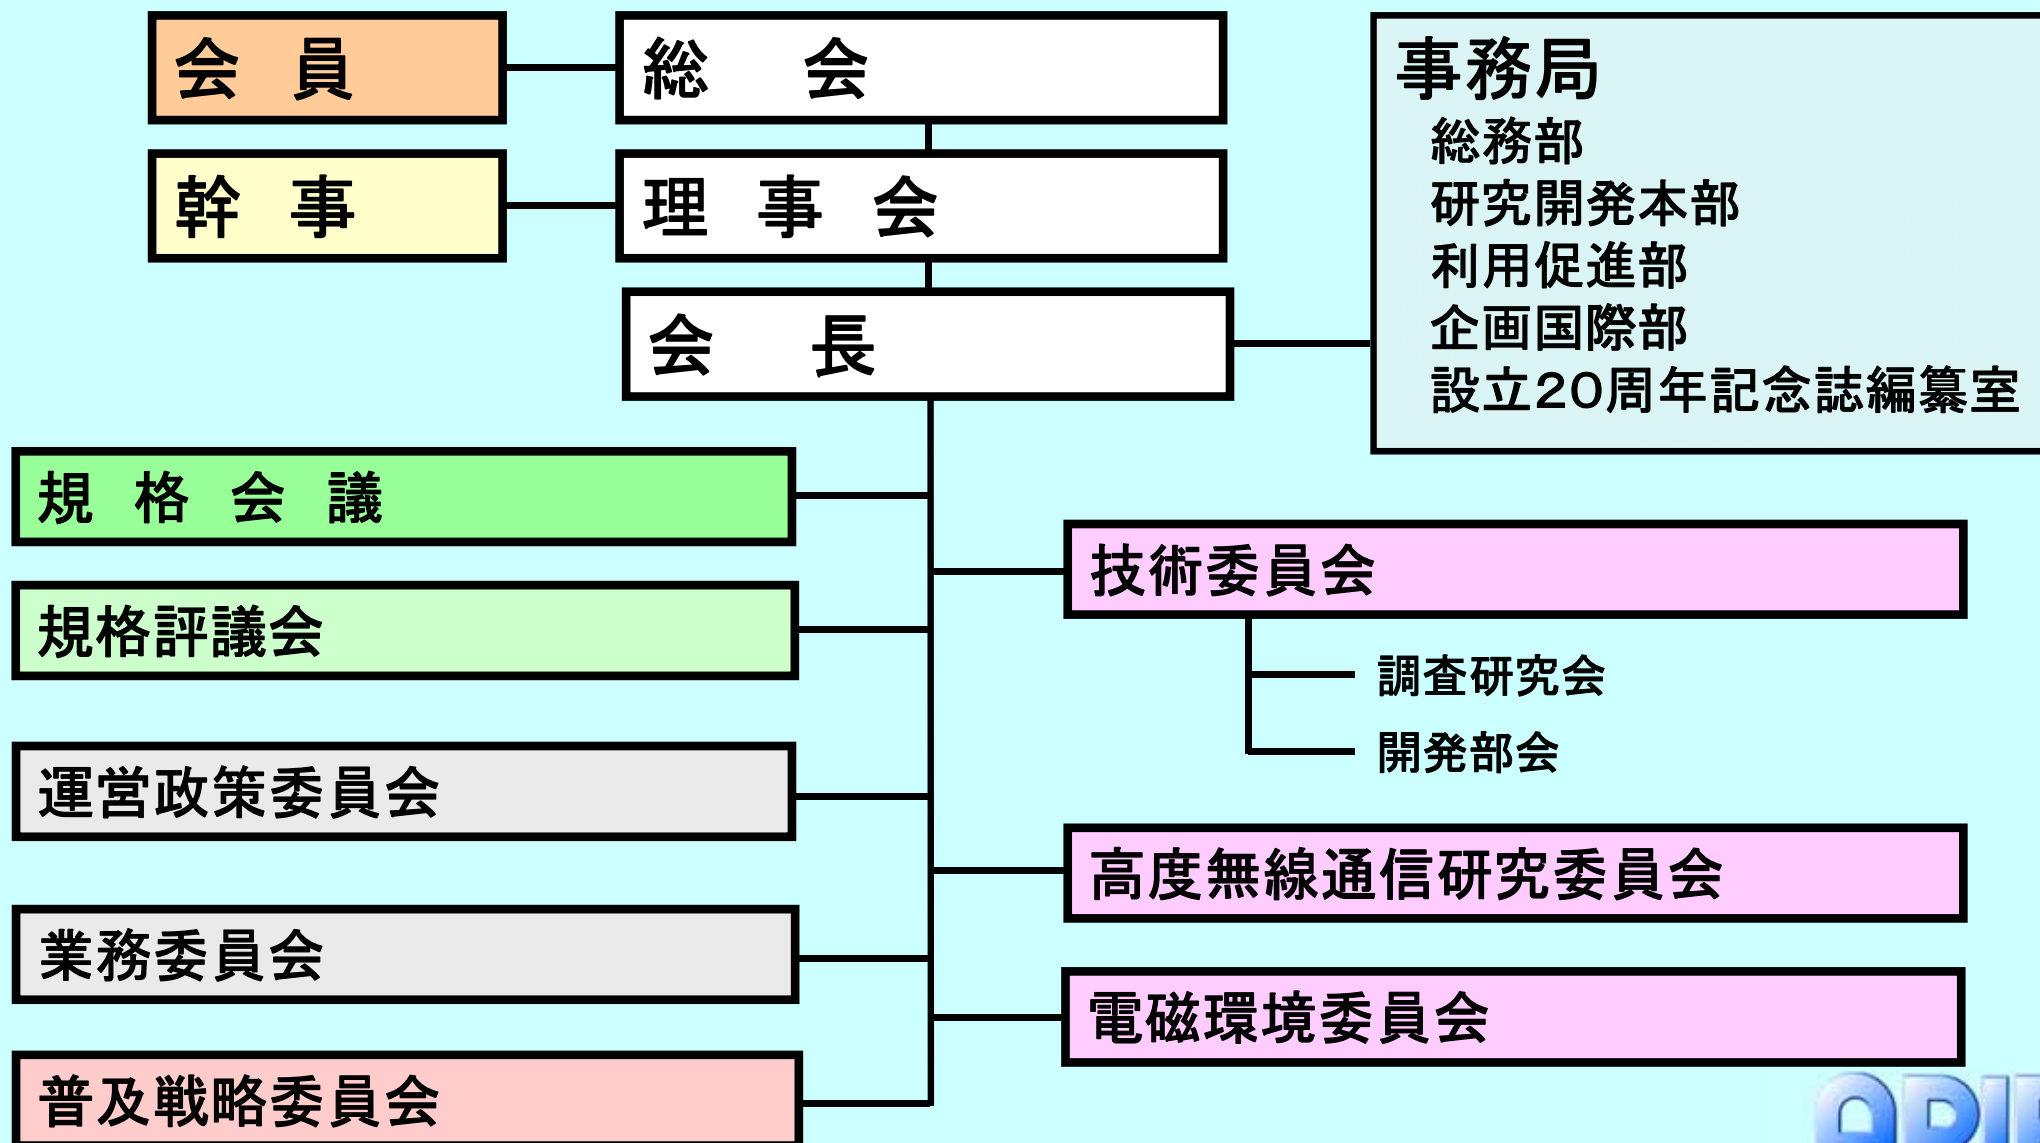 会　員
総　会
幹　事
理　事　会
会　長
事務局
総務部
研究開発本部
利用促進部
企画国際部
設立２０周年記念誌編纂室
規　格　会　議
規格評議会
運営政策委員会
業務委員会
普及戦略委員会
技術委員会
調査研究会
開発部会
高度無線通信研究委員会
電磁環境委員会